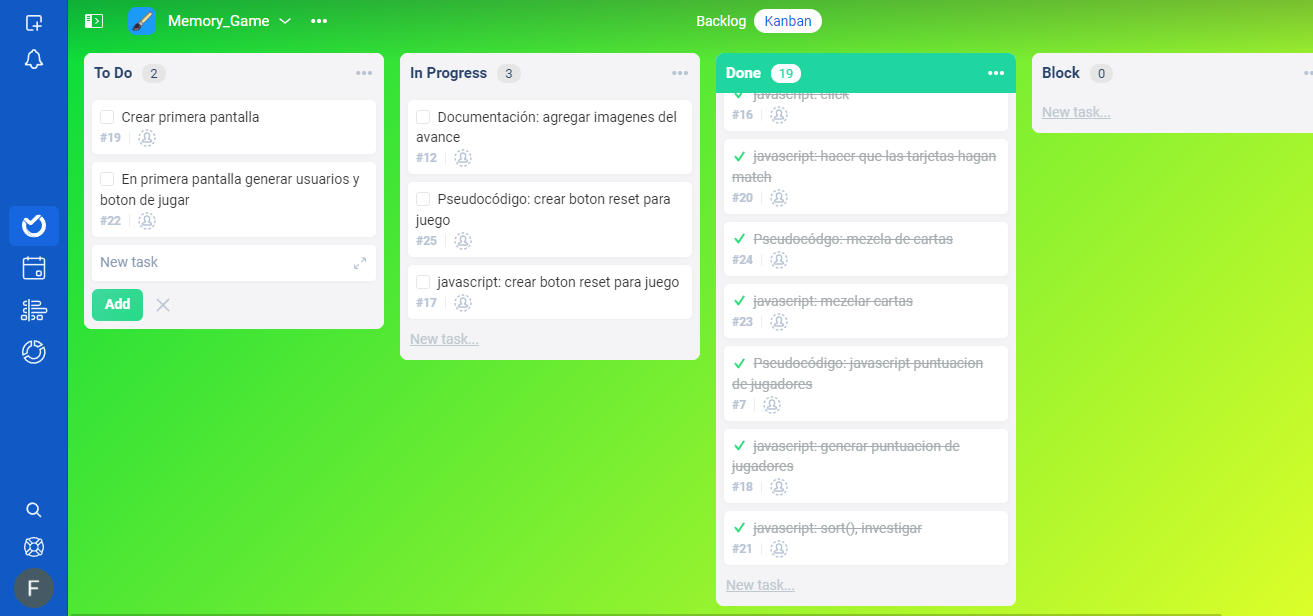 Memory_Game
Backlog
Kanban
To Do 2
Crear primera pantalla
#19
En primera pantalla generar usuarios y
boton de jugar
#22
New task
Add
In Progress 3
Documentación: agregar imagenes del
avance
#12
Pseudocódigo: crear boton reset para
juego
#25
javascript: crear boton reset para juego
#17
New task...
Done 19
javascript: click
#16
javascript: hacer que las tarjetas hagan
match
#20
Pseudocódgo: mezcla de cartas
#24
javascript: mezclar cartas
#23
Pseudocódigo: javascript puntuacion
de jugadores
#7
javascript: generar puntuacion de
jugadores
#18
javascript: sort(), investigar
#21
New task...
Block 0
New task...
F